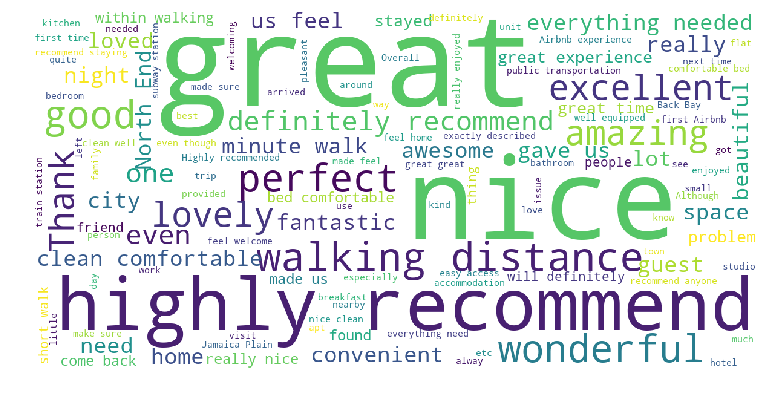 kitchen
within walking
us feel
stayed
definitely
everything needed
first time
needed
loved
recommend staying
quite
night
bedroom
subway station
welcoming
great
pleasant
Overall
really enjoyed
unit
Airbnb experience
really
flat
great experience
next time
public transportation
comfortable bed
made sure
arrived
around
excellent
good
North End
best
pay
great time
Back Bay
well equipped
first Airbnb
definitely recommend
amazing
beautiful
left
clean well
even though
minute walk
feel home
exactly described
got
Thank
family
Highly recommended
made feel
awesome
gave us
bathroom
people
lot
see
enjoyed
one
trip
perfect
great great
nice
issue
Although
small
train station
provided
bed comfortable
thing
kind
love
knew
space
city
use
lovely
fantastic
friend
person
even
feel welcome
problem
clean comfortable
walking distance
town
guest
studio
day
work
made us
especially
easy access
accommodation
will definitely
recommend anyone
short walk
little
highly recommend
breakfast
nearby
nice clean
apt
everything need
make sure
visit
Jamaica Plain
found
much
need
home
come back
really nice
convenient
etc
alway
wonderful
hotel